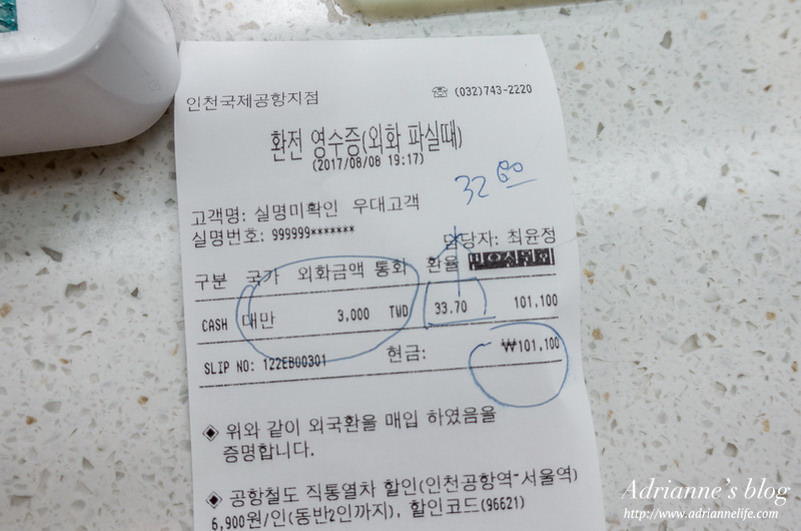 인천국제공항지점 ☏ (032)743-2220
환전 영수증(외화 파실때)
(2017/08/08 19:17)
32
고객명: 실명미확인 우대고객
실명번호: 999999*******
담당자: 최윤정
구분 국가 외화금액 통화 환율
CASH 대만 3,000 TWD 33.70 101,100
SLIP NO: 122EB00301 현금: ₩101,100
◈ 위와 같이 외국환을 매입 하였음을
증명합니다.
◈ 공항철도 직통열차 할인(인천공항역-서울역)
6,900원/인(동반2인까지), 할인코드(96621)
Adrianne's blog
http://www.adriannelife.com